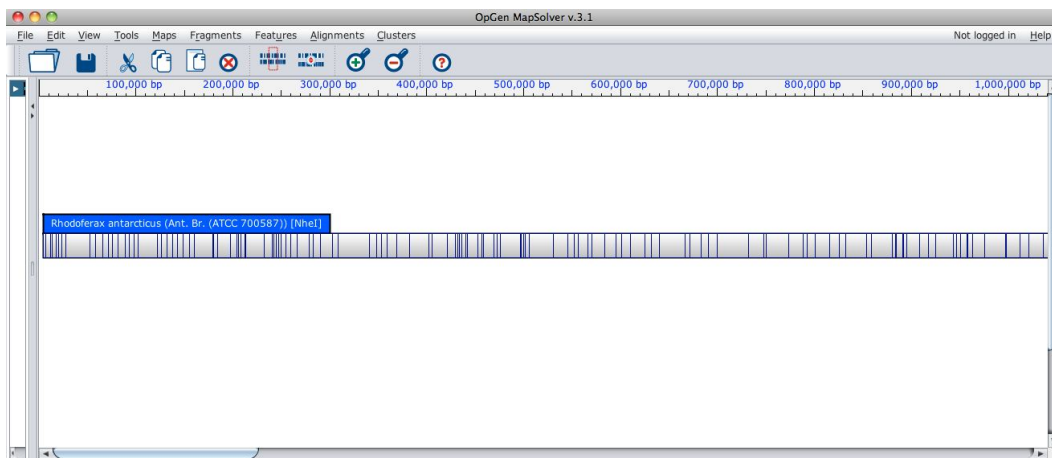 OpGen MapSolver v.3.1
File Edit View Tools Maps Fragments Features Alignments Clusters Not logged in Help
100,000 bp 200,000 bp 300,000 bp 400,000 bp 500,000 bp 600,000 bp 700,000 bp 800,000 bp 900,000 bp 1,000,000 bp
Rhodoferax antarcticus (Ant. Br. (ATCC 700587)) [NheI]